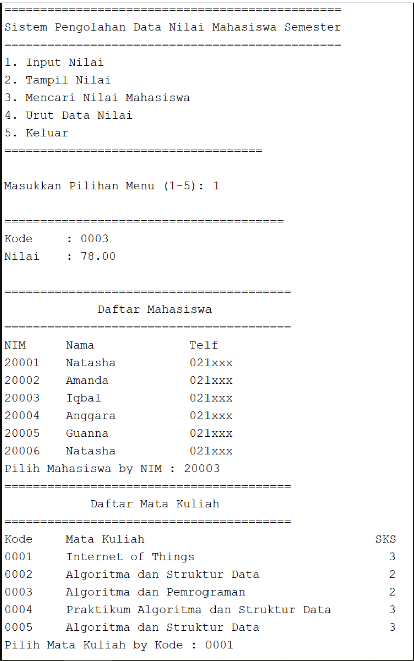 ===============================================
Sistem Pengolahan Data Nilai Mahasiswa Semester
===============================================
1. Input Nilai
2. Tampil Nilai
3. Mencari Nilai Mahasiswa
4. Urut Data Nilai
5. Keluar
====================================
Masukkan Pilihan Menu (1-5): 1
=======================================
Kode : 0003
Nilai : 78.00
========================================
Daftar Mahasiswa
========================================
NIM Nama Telf
20001 Natasha 021xxx
20002 Amanda 021xxx
20003 Iqbal 021xxx
20004 Anggara 021xxx
20005 Guanna 021xxx
20006 Natasha 021xxx
Pilih Mahasiswa by NIM : 20003
========================================
Daftar Mata Kuliah
========================================
Kode Mata Kuliah SKS
0001 Internet of Things 3
0002 Algoritma dan Struktur Data 2
0003 Algoritma dan Pemrograman 2
0004 Praktikum Algoritma dan Struktur Data 3
0005 Algoritma dan Struktur Data 3
Pilih Mata Kuliah by Kode : 0001